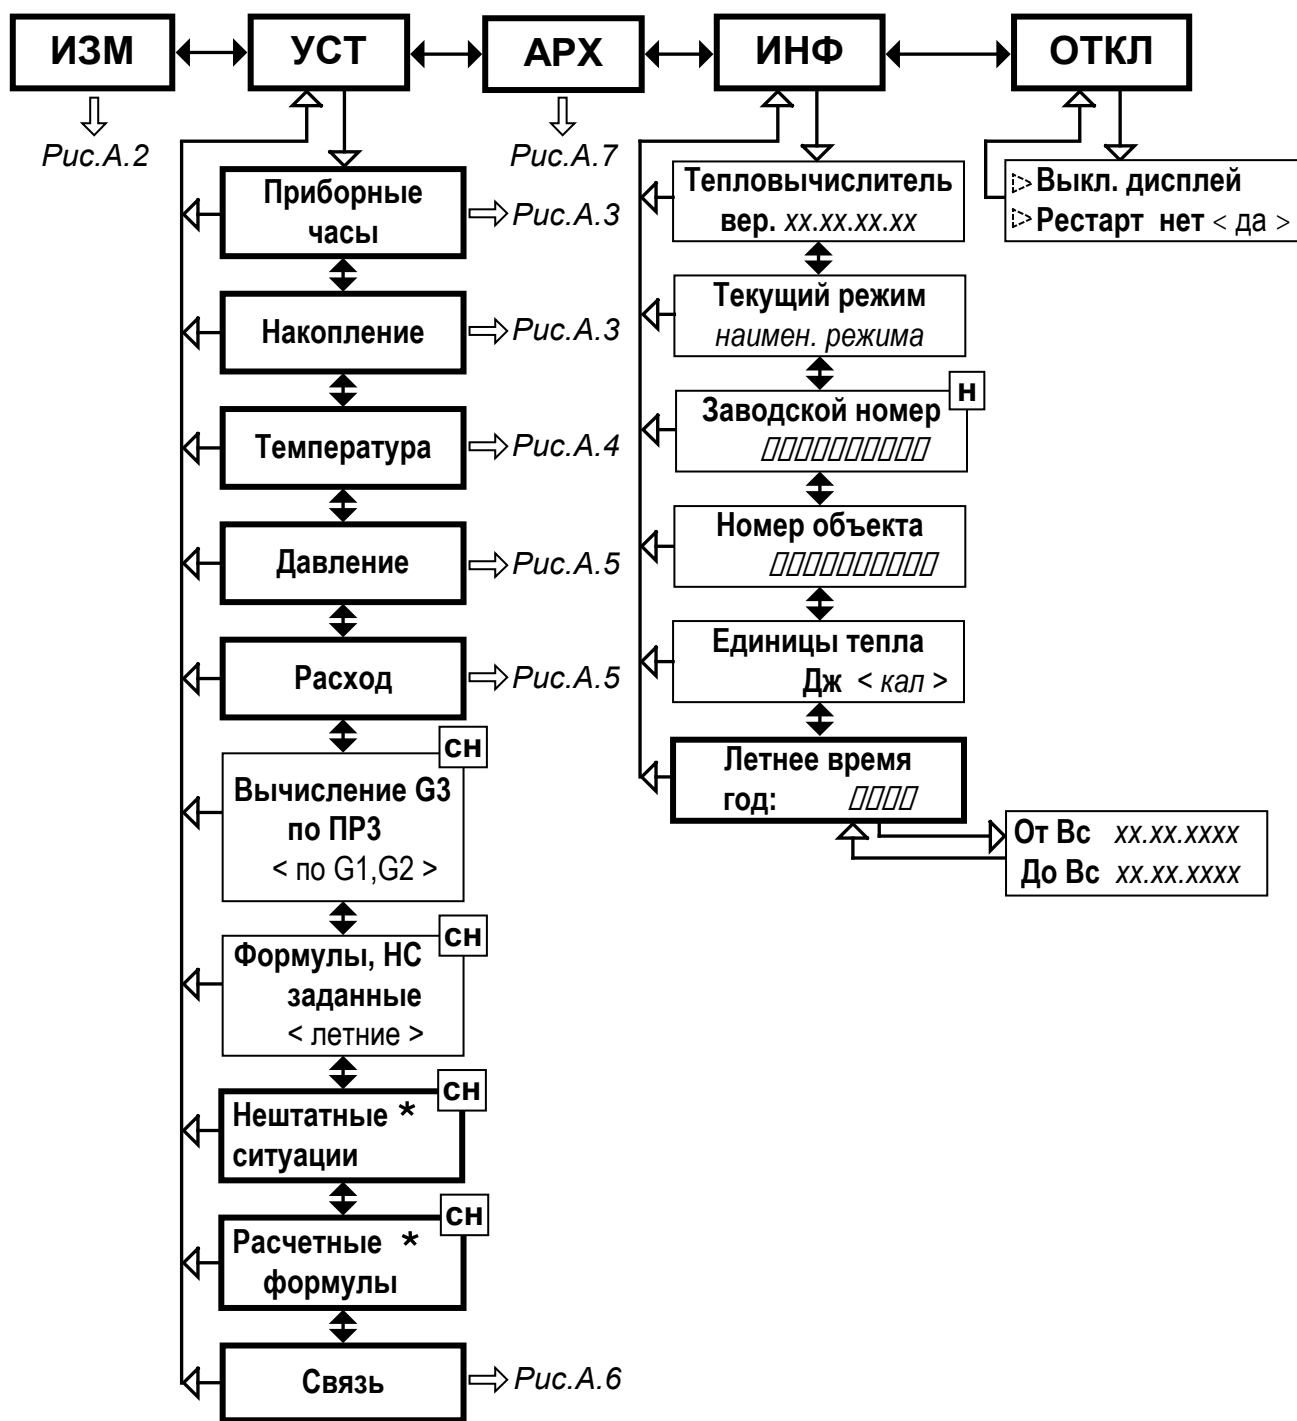 ИЗМ
УСТ
АРХ
ИНФ
ОТКЛ
Рис.А.2
Рис.А.7
Приборные
часы
Рис.А.3
Накопление
Рис.А.3
Температура
Рис.А.4
Давление
Рис.А.5
Расход
Рис.А.5
СН
Вычисление G3
по ПР3
< по G1,G2 >
СН
Формулы, НС
заданные
< летние >
СН
Нештатные *
ситуации
СН
Расчетные *
формулы
Связь
Рис.А.6
Тепловычислитель
вер. xx.xx.xx.xx
Текущий режим
наимен. режима
Н
Заводской номер
▯▯▯▯▯▯▯▯▯▯
Номер объекта
▯▯▯▯▯▯▯▯▯▯
Единицы тепла
Дж < кал >
Летнее время
год: ▯▯▯▯
От Вс xx.xx.xxxx
До Вс xx.xx.xxxx
Выкл. дисплей
Рестарт нет < да >